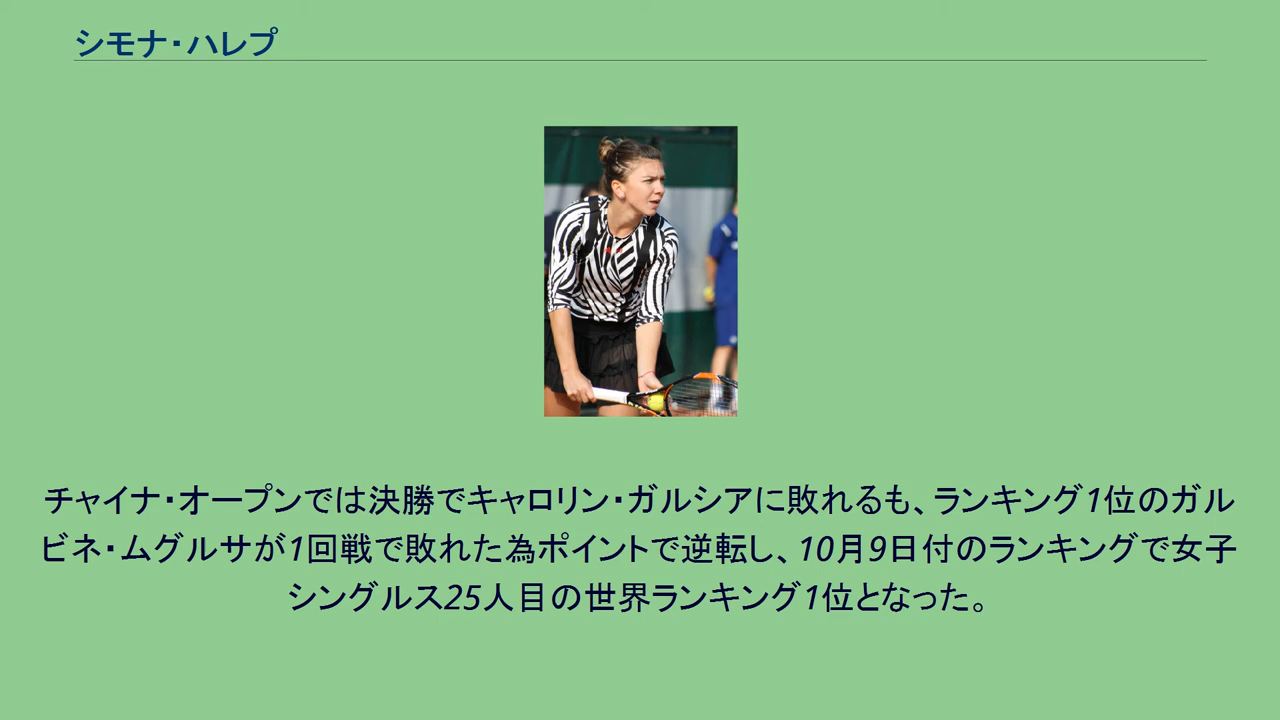 シモナ・ハレプ
チャイナ・オープンでは決勝でキャロリン・ガルシアに敗れるも、ランキング1位のガル
ビネ・ムグルサが1回戦で敗れた為ポイントで逆転し、10月9日付のランキングで女子
シングルス25人目の世界ランキング1位となった。